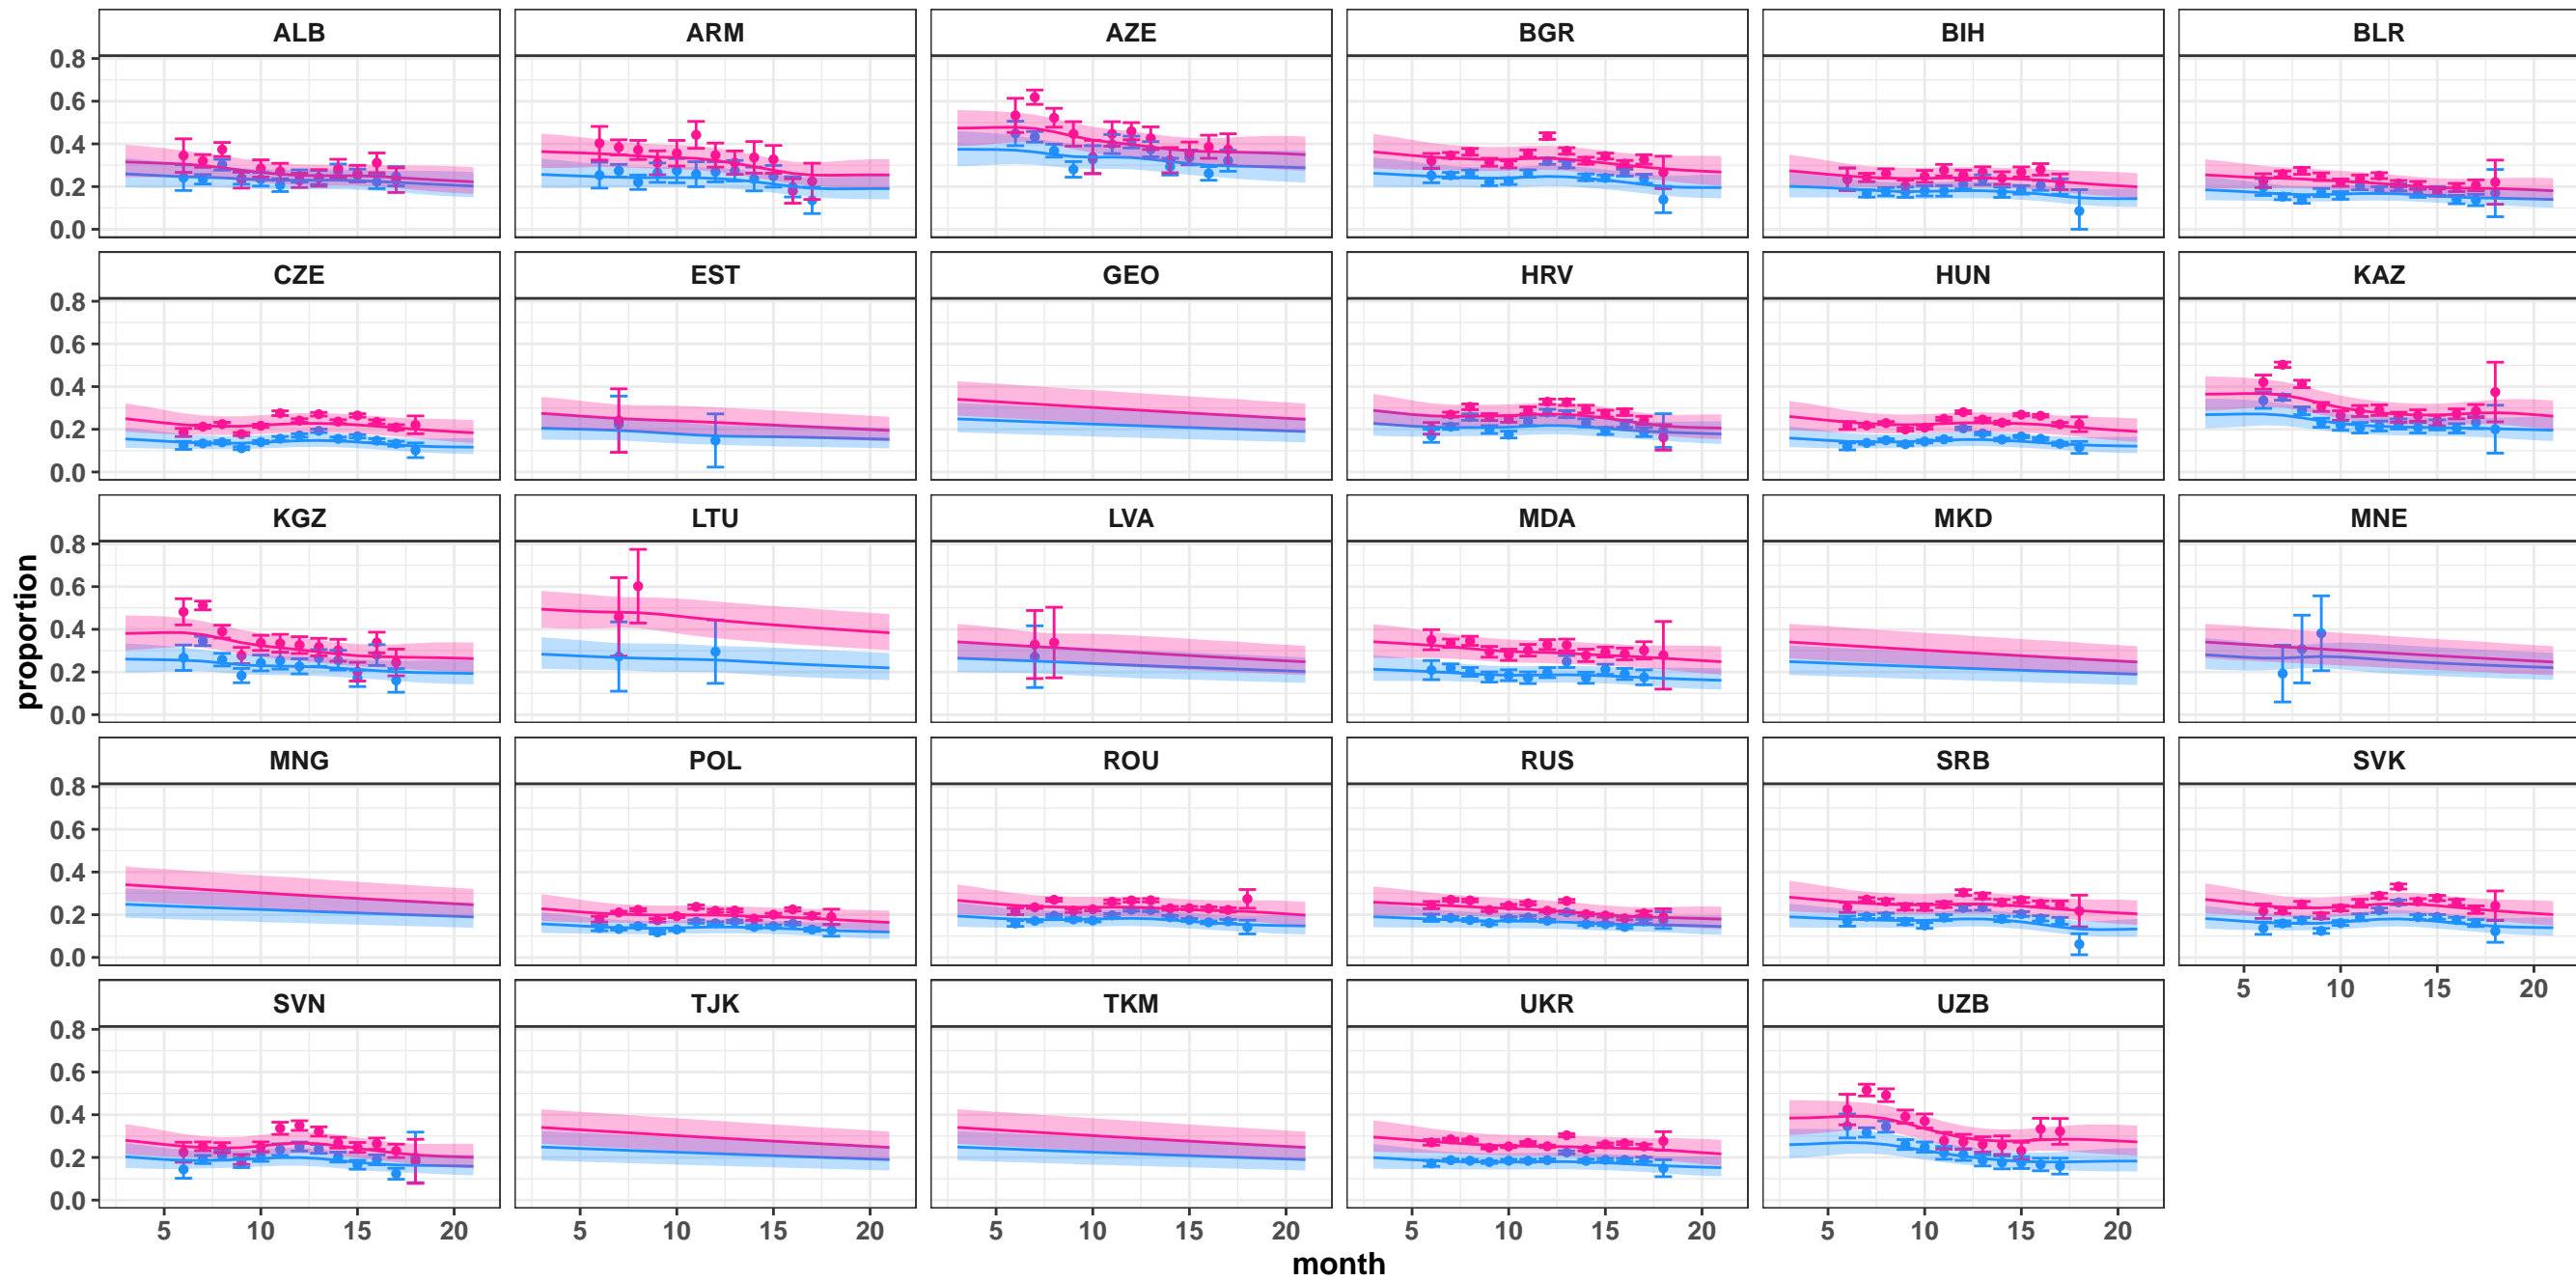 ALB ARM AZE BGR BIH BLR
0.8
0.6
0.4
0.2
0.0
CZE EST GEO HRV HUN KAZ
0.8
0.6
0.4
0.2
0.0
KGZ LTU LVA MDA MKD MNE
0.8
0.6
0.4
0.2
0.0
proportion
MNG POL ROU RUS SRB SVK
0.8
0.6
0.4
0.2
0.0
5 10 15 20
SVN TJK TKM UKR UZB
0.8
0.6
0.4
0.2
0.0
5 10 15 20 5 10 15 20 5 10 15 20 5 10 15 20 5 10 15 20
month